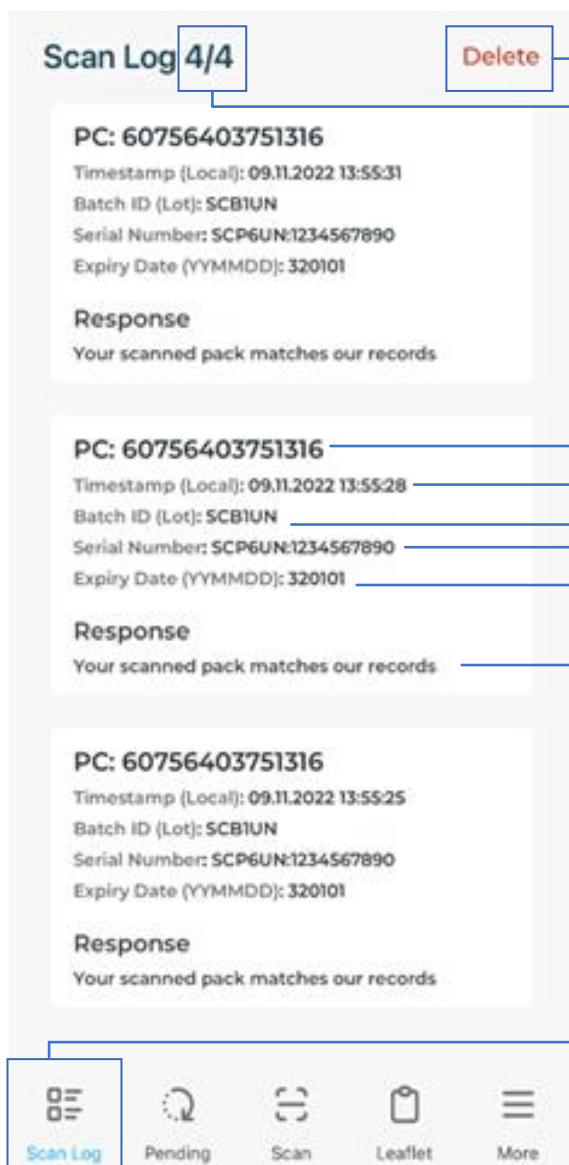 Scan Log 4/4 Delete
PC: 60756403751316
Timestamp (Local): 09.11.2022 13:55:31
Batch ID (Lot): SCB1UN
Serial Number: SCP6UN:1234567890
Expiry Date (YYMMDD): 320101
Response
Your scanned pack matches our records
PC: 60756403751316
Timestamp (Local): 09.11.2022 13:55:28
Batch ID (Lot): SCB1UN
Serial Number: SCP6UN:1234567890
Expiry Date (YYMMDD): 320101
Response
Your scanned pack matches our records
PC: 60756403751316
Timestamp (Local): 09.11.2022 13:55:25
Batch ID (Lot): SCB1UN
Serial Number: SCP6UN:1234567890
Expiry Date (YYMMDD): 320101
Response
Your scanned pack matches our records
Scan Log Pending Scan Leaflet More